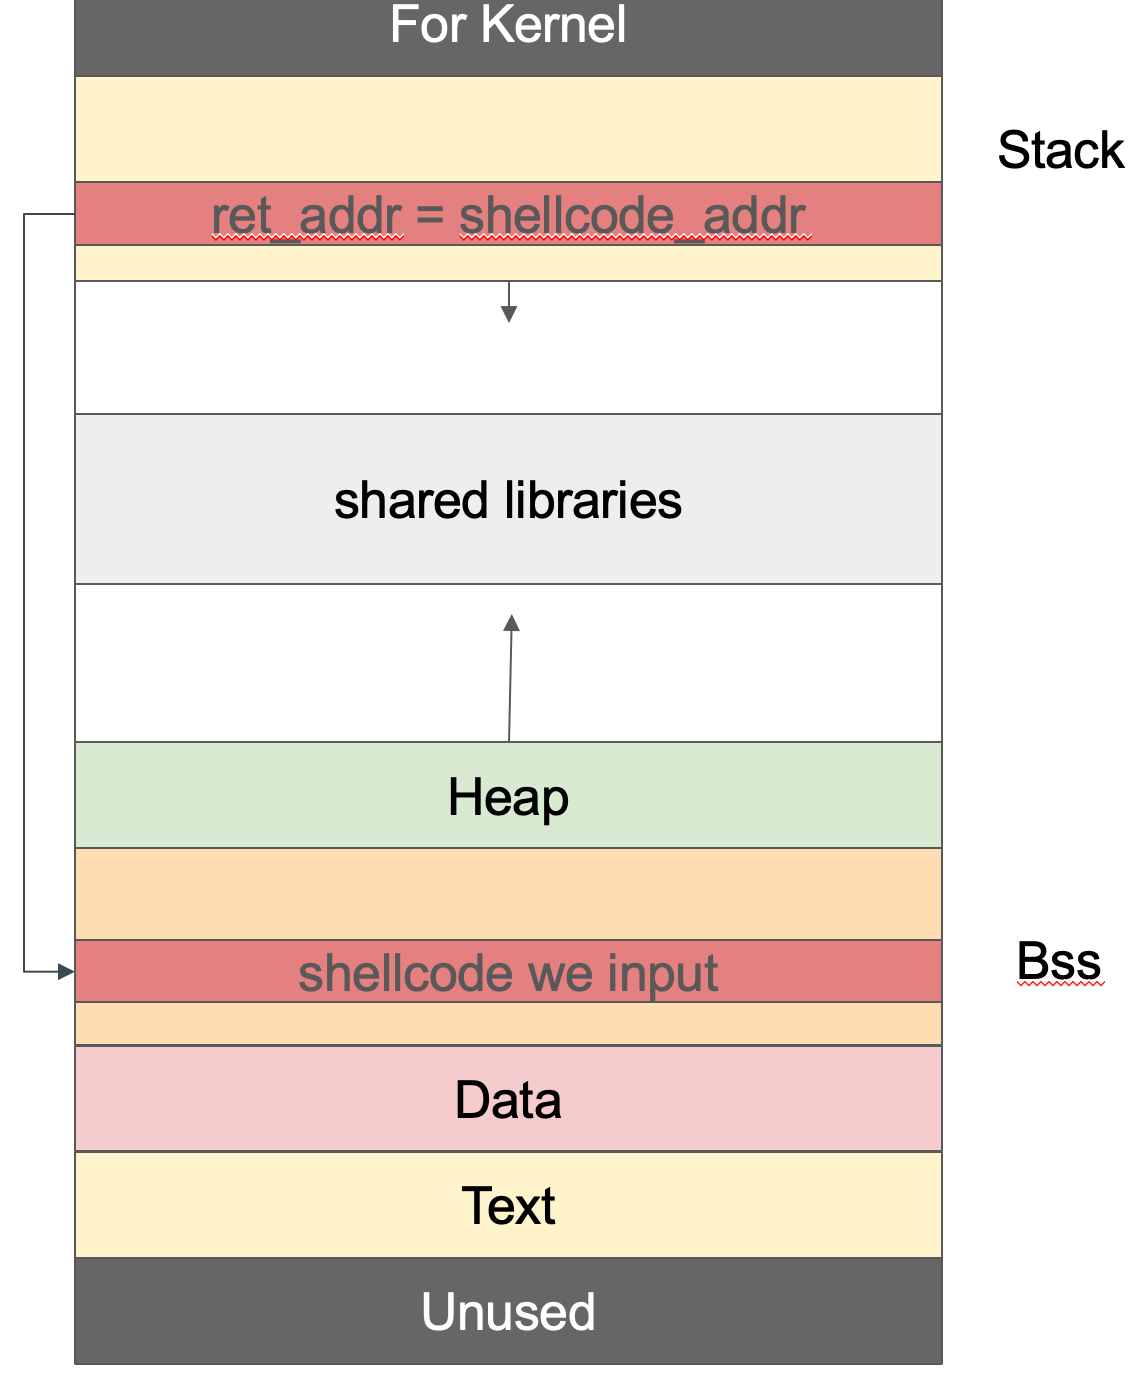 For Kernel
Stack
ret_addr = shellcode_addr
shared libraries
Heap
Bss
shellcode we input
Data
Text
Unused